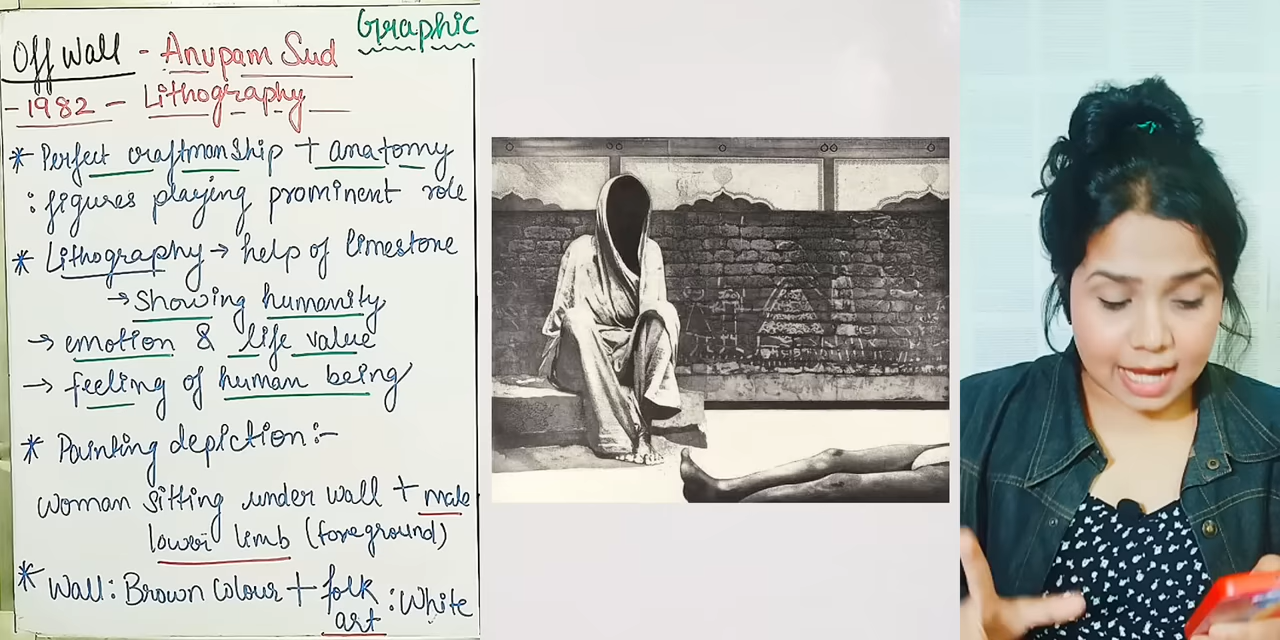 Graphic
Off Wall - Anupam Sud
- 1982 - Lithography
* Perfect craftmanship + anatomy
: figures playing prominent role
* Lithography → help of limestone
→ Showing humanity
→ emotion & life value
→ feeling of human being
* Painting depiction :-
Woman sitting under wall + male
lower limb (foreground)
* Wall : Brown Colour + folk
art : White